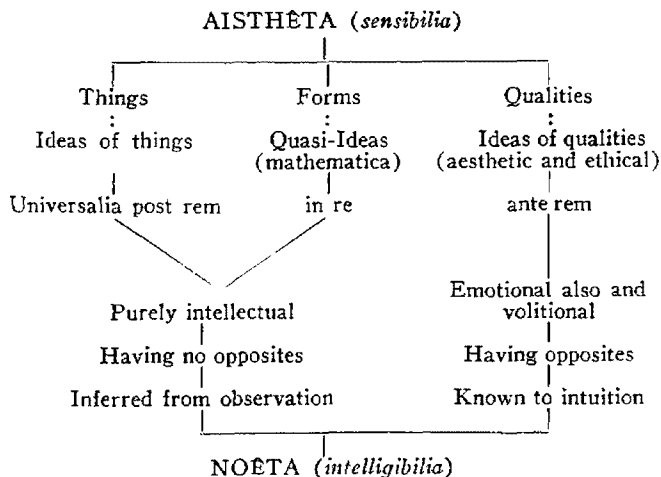 AISTHÊTA (sensibilia)
Things Forms Qualities
: : :
Ideas of things Quasi-Ideas Ideas of qualities
(mathematica) (aesthetic and ethical)
Universalia post rem in re ante rem
Purely intellectual Emotional also and
volitional
Having no opposites Having opposites
Inferred from observation Known to intuition
NOÊTA (intelligibilia)